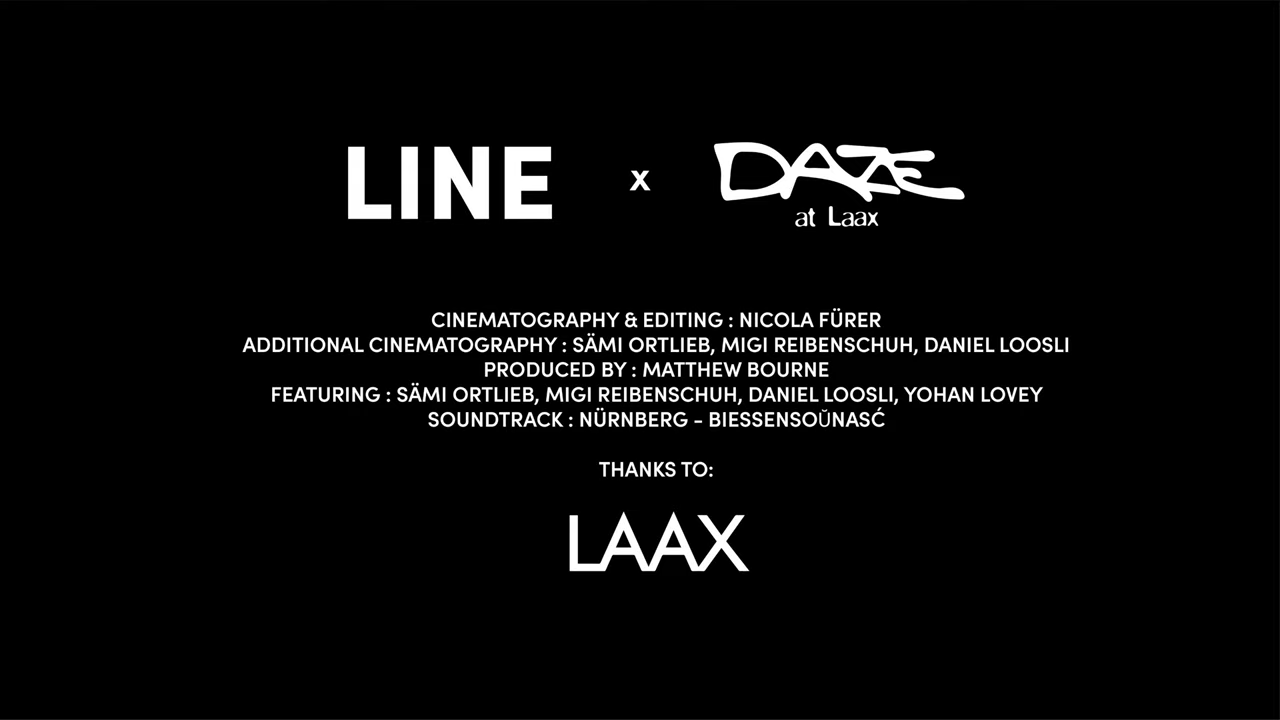 LINE x DAZE
at Laax
CINEMATOGRAPHY & EDITING : NICOLA FÜRER
ADDITIONAL CINEMATOGRAPHY : SÄMI ORTLIEB, MIGI REIBENSCHUH, DANIEL LOOSLI
PRODUCED BY : MATTHEW BOURNE
FEATURING : SÄMI ORTLIEB, MIGI REIBENSCHUH, DANIEL LOOSLI, YOHAN LOVEY
SOUNDTRACK : NÜRNBERG - BIESSENSOŬNASĆ
THANKS TO:
LAAX